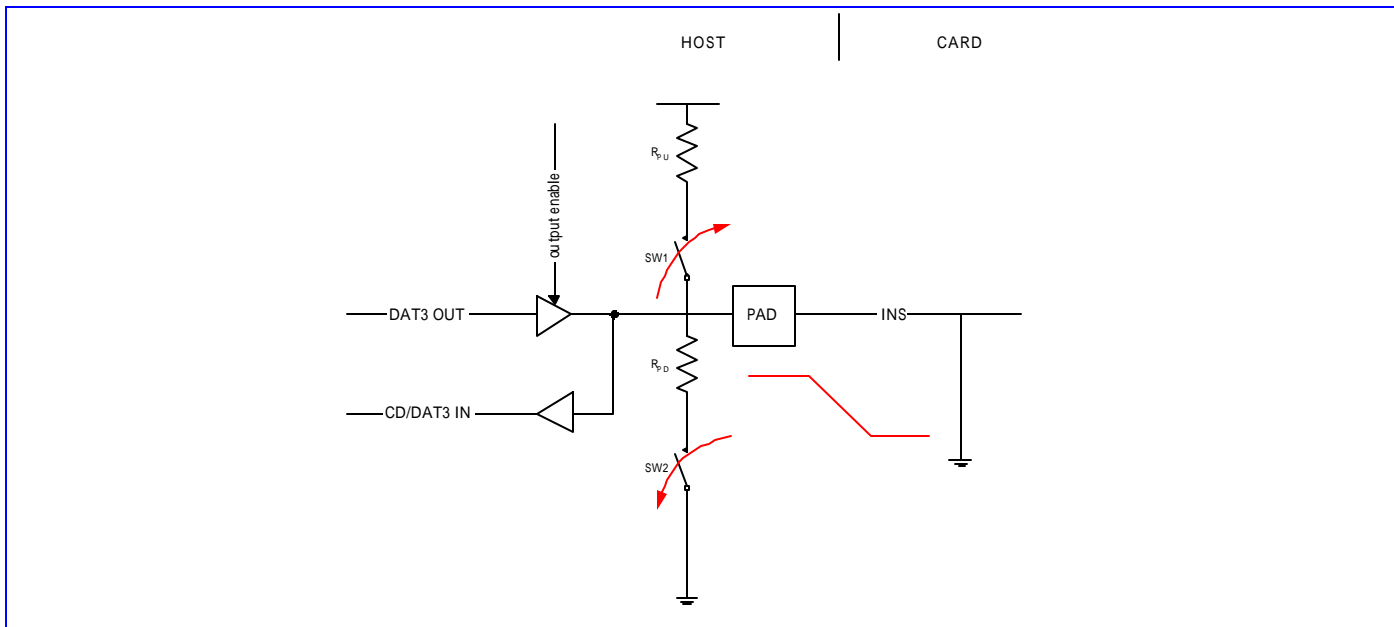 HOST
CARD
RPU
output enable
SW1
DAT3 OUT
PAD
INS
RPD
CD/DAT3 IN
SW2